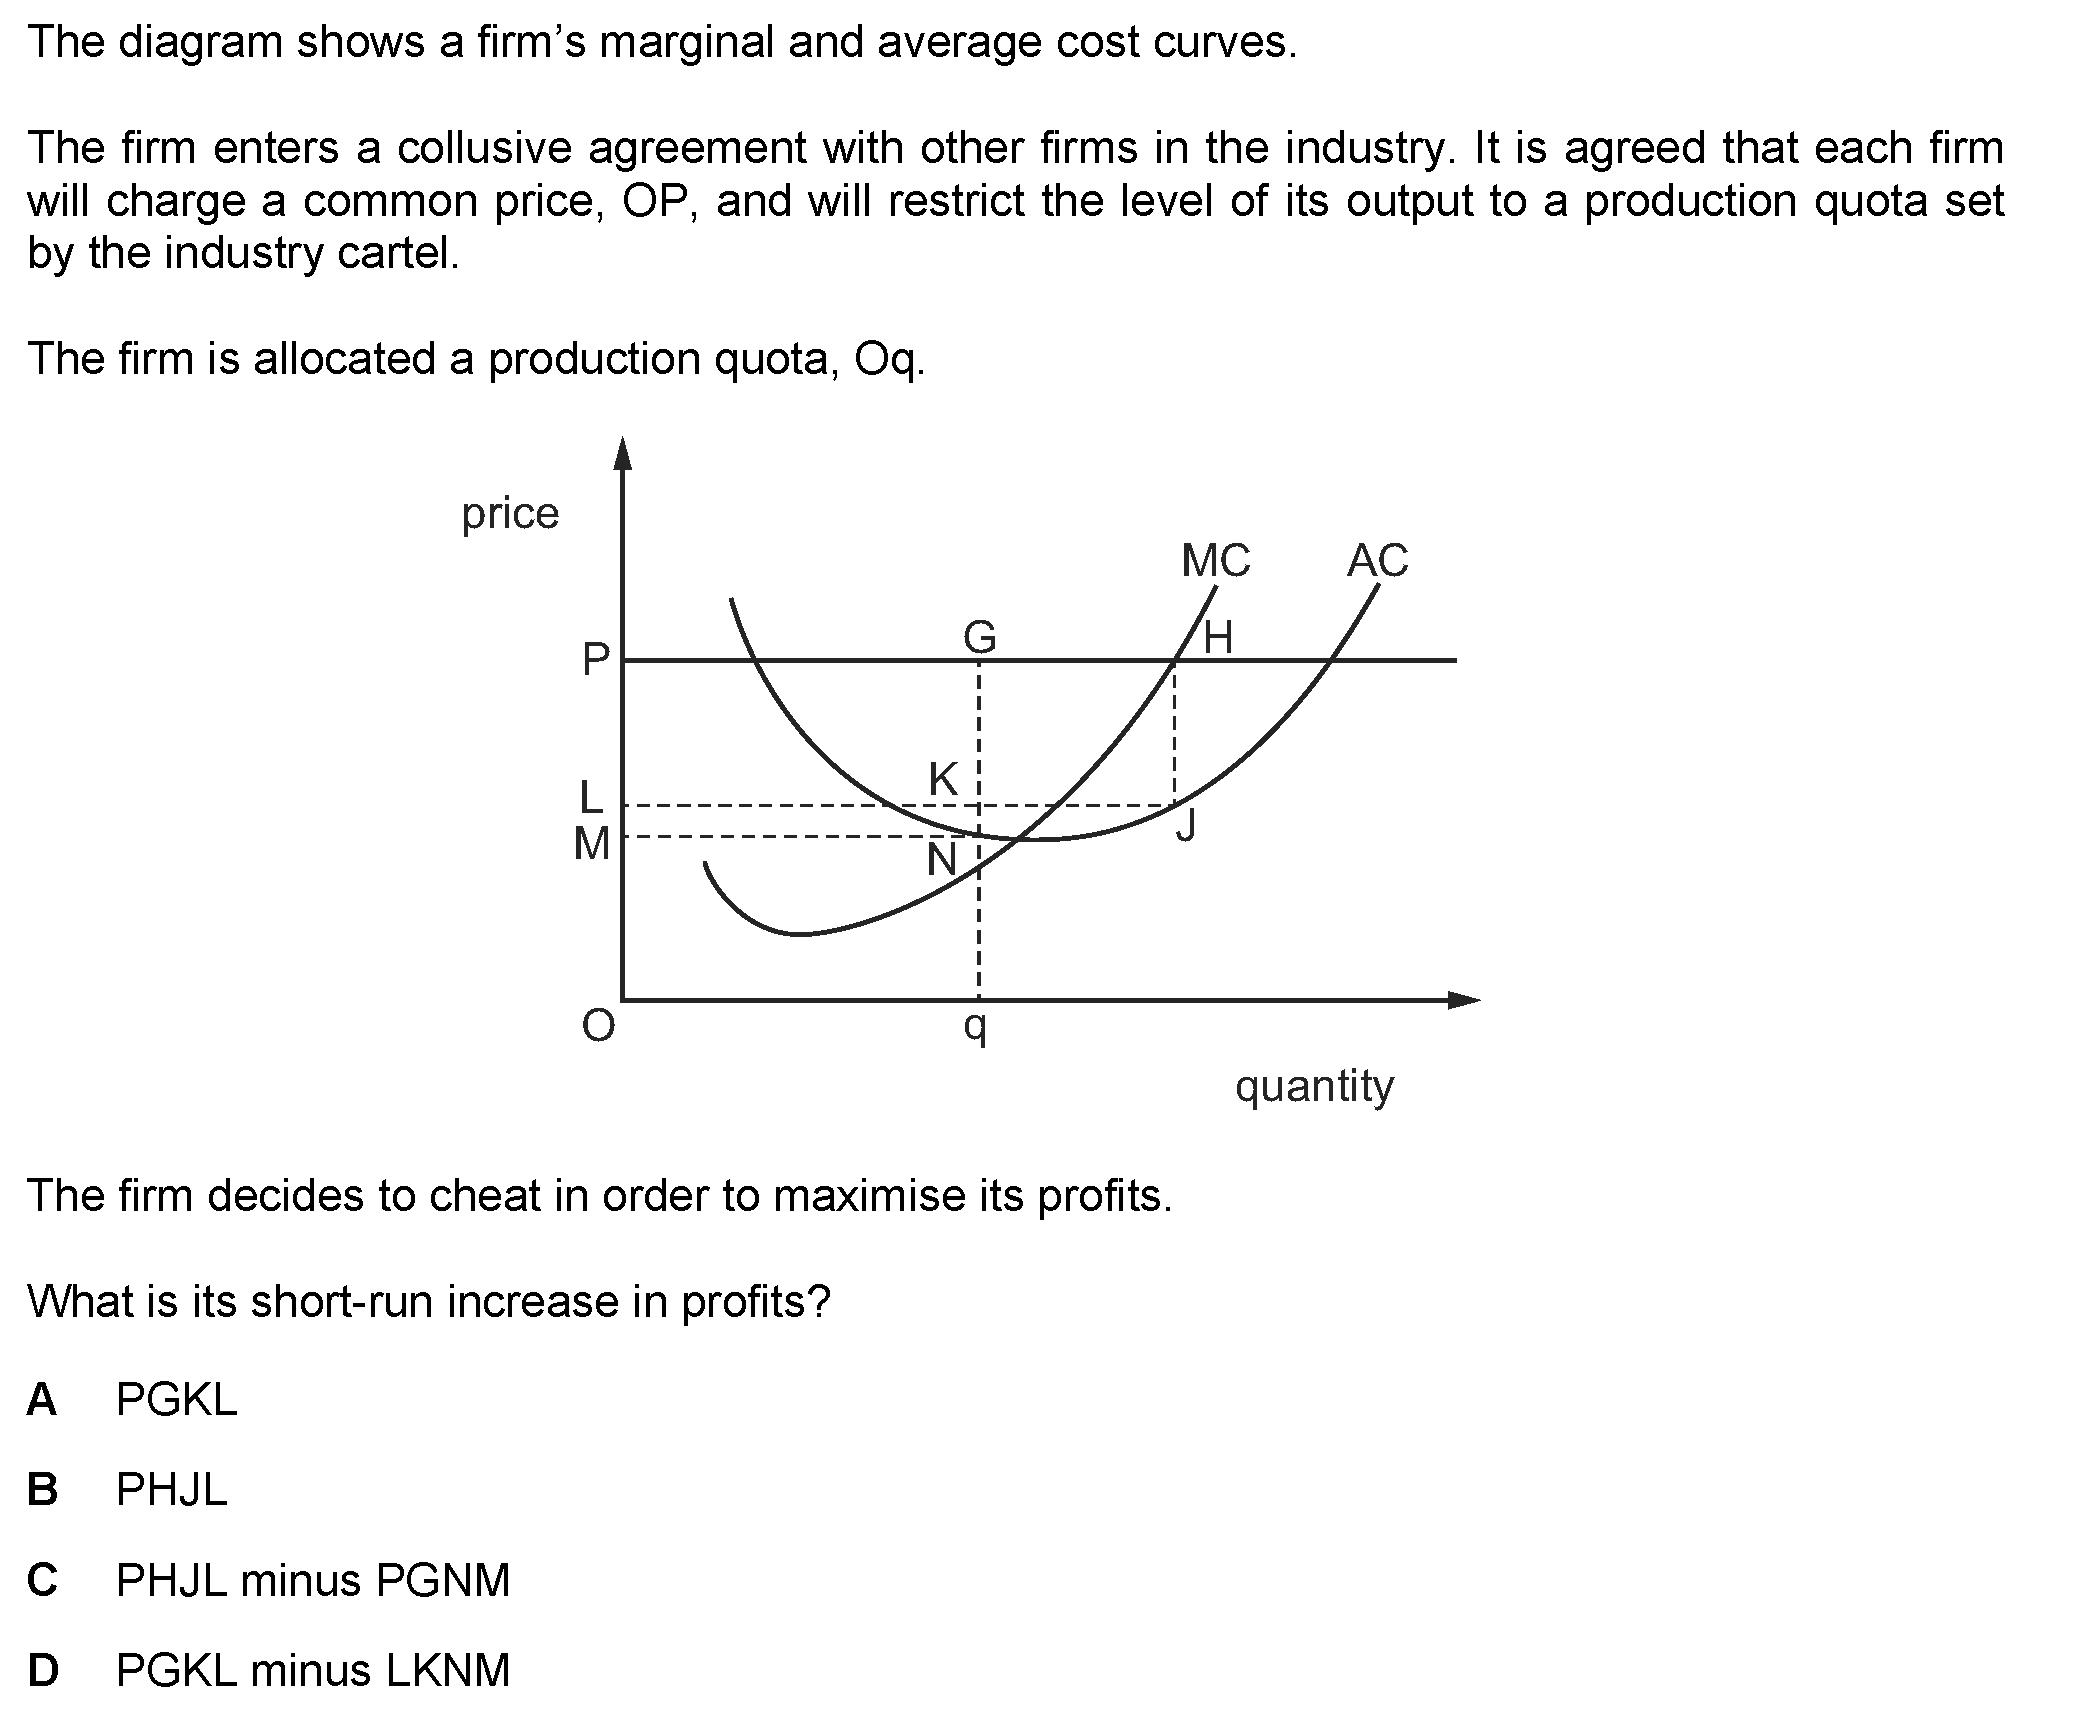 The diagram shows a firm’s marginal and average cost curves.
The firm enters a collusive agreement with other firms in the industry. It is agreed that each firm
will charge a common price, OP, and will restrict the level of its output to a production quota set
by the industry cartel.
The firm is allocated a production quota, Oq.
price
MC AC
P G H
K
L
M N J
O q
quantity
The firm decides to cheat in order to maximise its profits.
What is its short-run increase in profits?
A PGKL
B PHJL
C PHJL minus PGNM
D PGKL minus LKNM